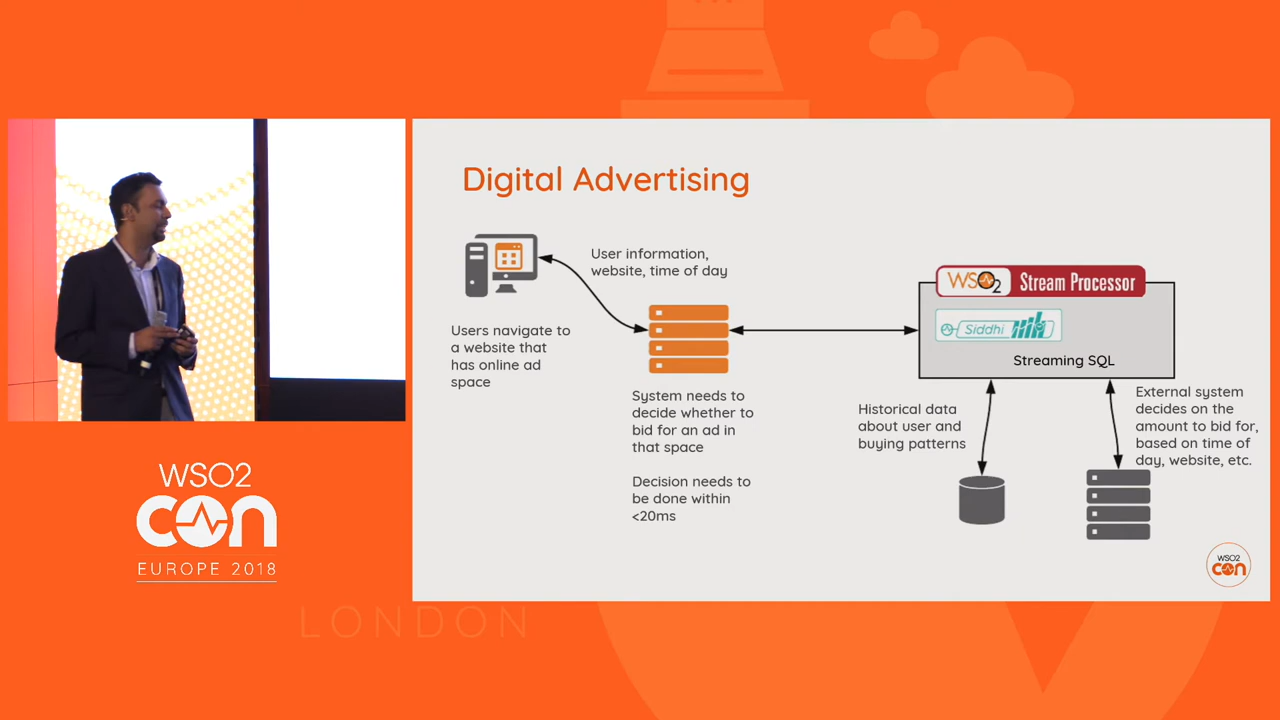 Digital Advertising
User information,
website, time of day
Users navigate to
a website that
has online ad
space
System needs to
decide whether to
bid for an ad in
that space
Decision needs to
be done within
<20ms
WSO2 Stream Processor
Siddhi
Streaming SQL
Historical data
about user and
buying patterns
External system
decides on the
amount to bid for,
based on time of
day, website, etc.
WSO2
con
WSO2
con
EUROPE 2018
LONDON